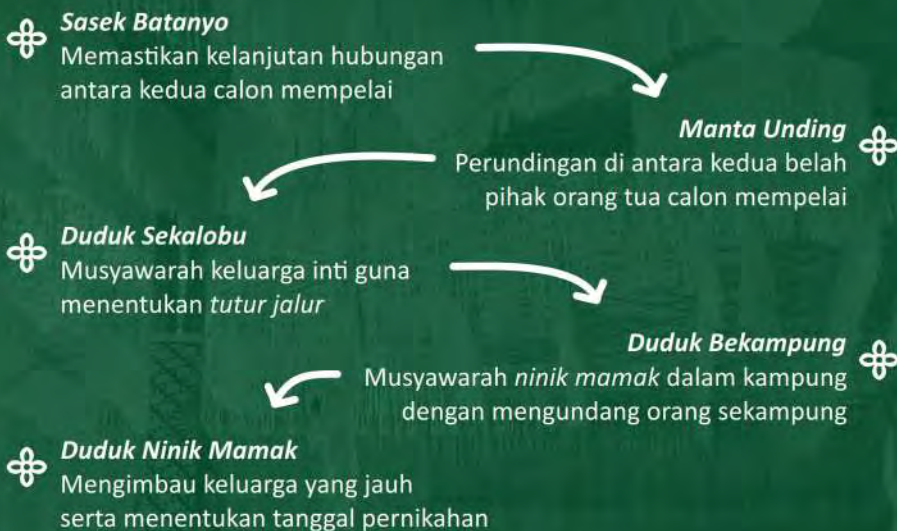 Sasek Batanyo
Memastikan kelanjutan hubungan
antara kedua calon mempelai
Manta Unding
Perundingan di antara kedua belah
pihak orang tua calon mempelai
Duduk Sekalobu
Musyawarah keluarga inti guna
menentukan tutur jalur
Duduk Bekampung
Musyawarah ninik mamak dalam kampung
dengan mengundang orang sekampung
Duduk Ninik Mamak
Mengimbau keluarga yang jauh
serta menentukan tanggal pernikahan